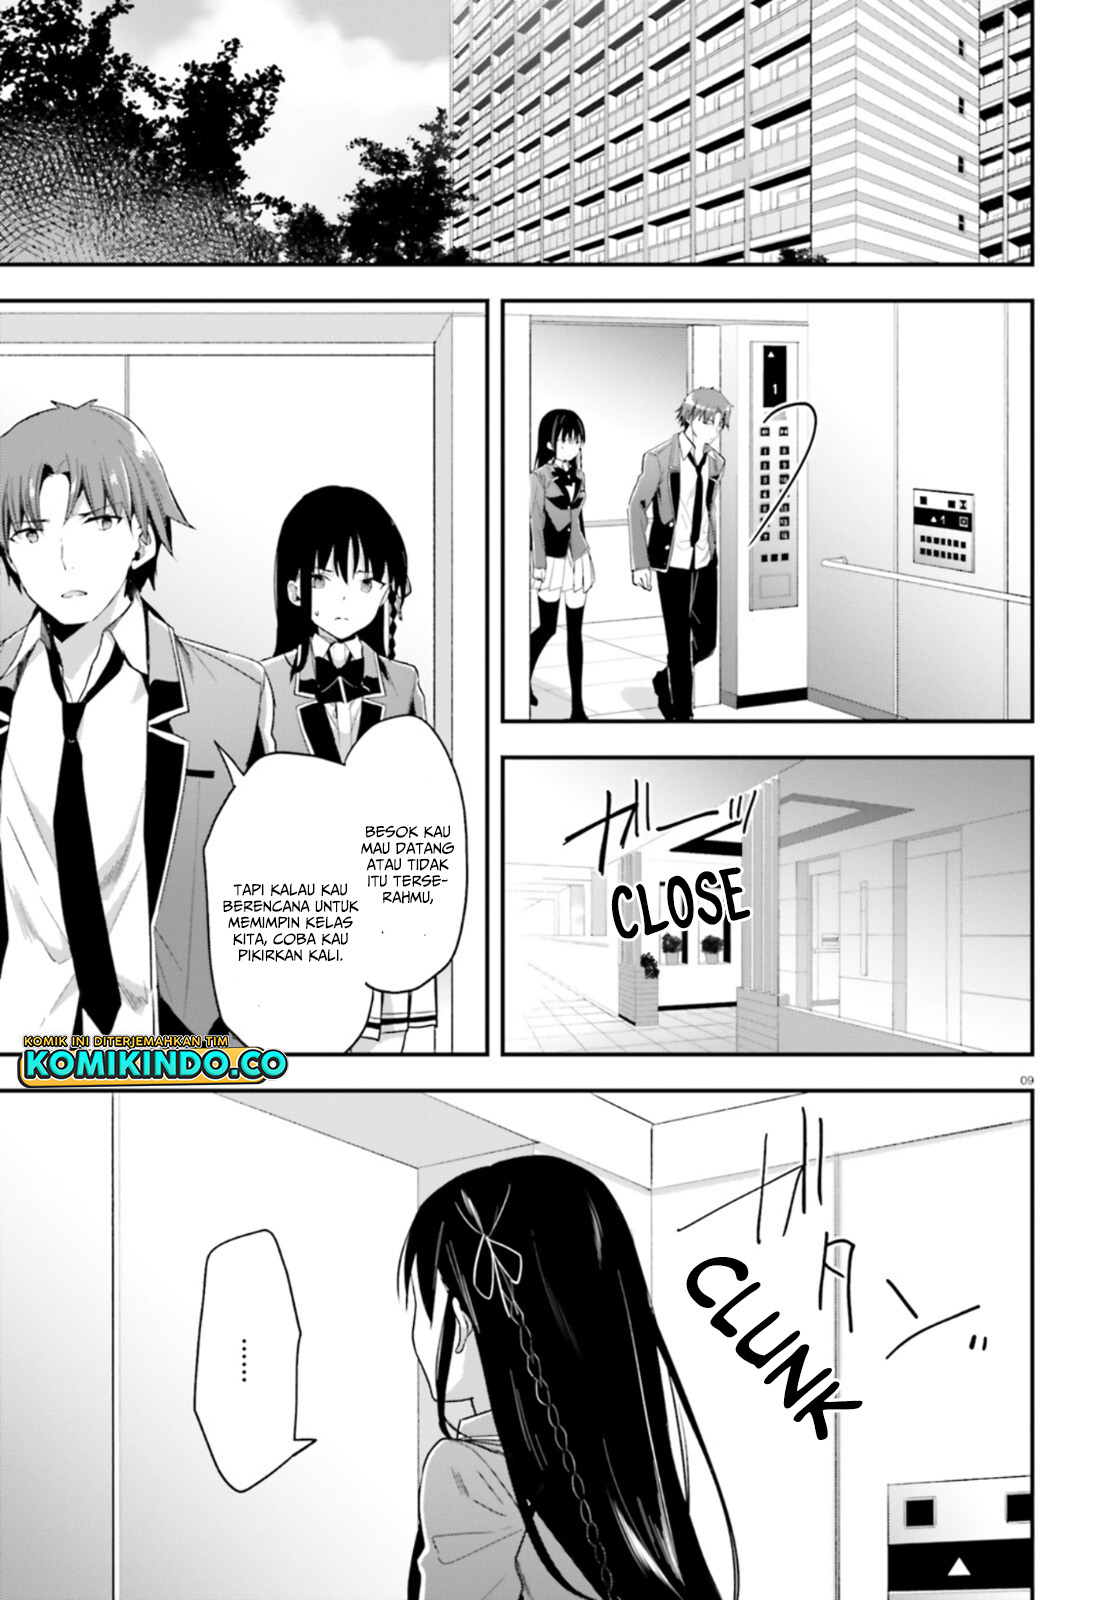 ▲
1
▲1
ガーッ
CLOSE
BESOK KAU
MAU DATANG
ATAU TIDAK
ITU TERSE-
RAHMU,
TAPI KALAU KAU
BERENCANA UNTUK
MEMIMPIN KELAS
KITA, COBA KAU
PIKIRKAN KALI.
KOMIK INI DITERJEMAHKAN TIM
KOMIKINDO.CO
09
ガタン"
CLUNK
........